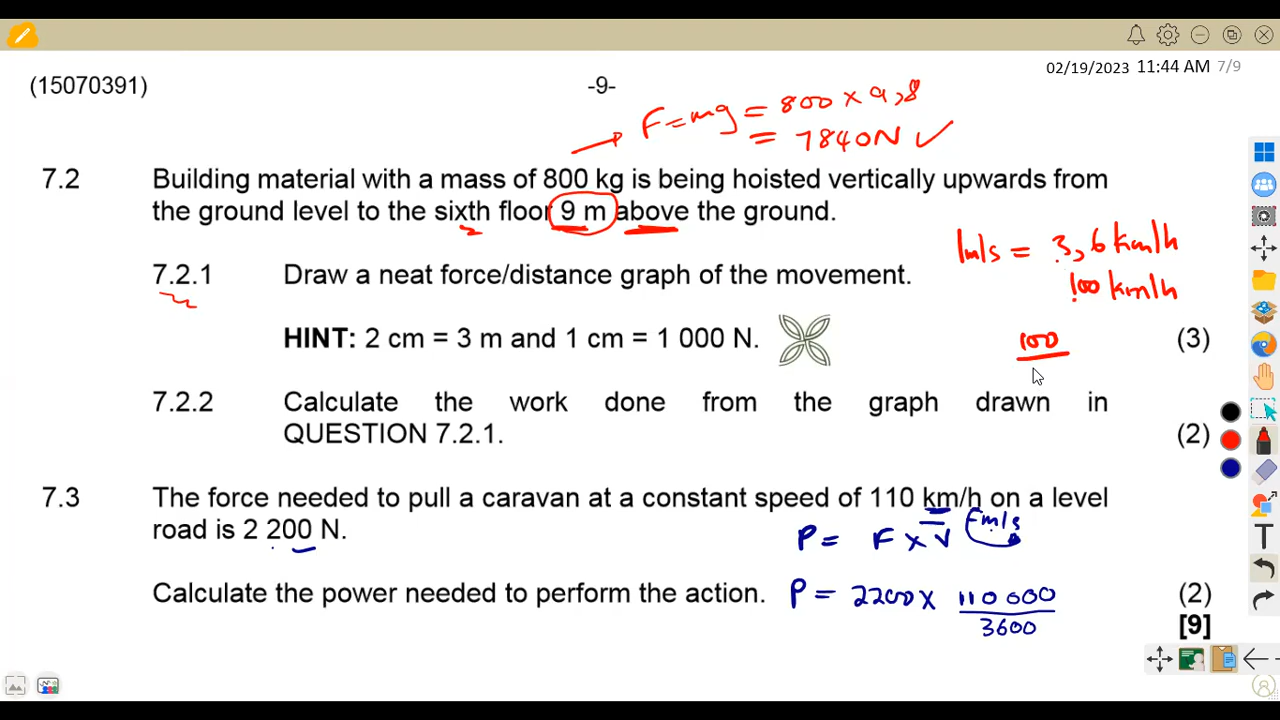 02/19/2023 11:44 AM 7/9
(15070391) -9-
F = mg = 800 x 9,8
= 7840N ✓
7.2 Building material with a mass of 800 kg is being hoisted vertically upwards from
the ground level to the sixth floor 9 m above the ground.
1m/s = 3,6 km/h
100 km/h
7.2.1 Draw a neat force/distance graph of the movement.
HINT: 2 cm = 3 m and 1 cm = 1 000 N. (3)
100
7.2.2 Calculate the work done from the graph drawn in
QUESTION 7.2.1. (2)
7.3 The force needed to pull a caravan at a constant speed of 110 km/h on a level
road is 2 200 N.
P = F x V m/s
Calculate the power needed to perform the action. (2)
P = 2200 x 110 000
3600
[9]
T